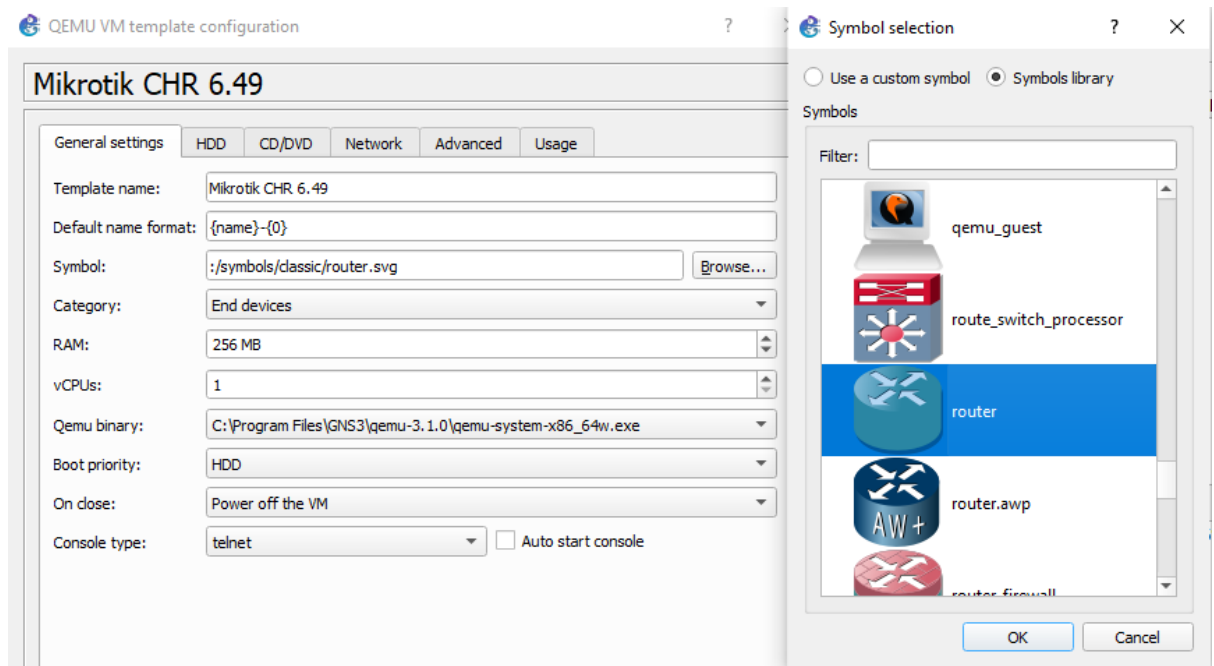 QEMU VM template configuration ?
Mikrotik CHR 6.49
General settings HDD CD/DVD Network Advanced Usage
Template name: Mikrotik CHR 6.49
Default name format: {name}-{0}
Symbol: :/symbols/classic/router.svg Browse...
Category: End devices
RAM: 256 MB
vCPUs: 1
Qemu binary: C:\Program Files\GNS3\qemu-3.1.0\qemu-system-x86_64w.exe
Boot priority: HDD
On close: Power off the VM
Console type: telnet Auto start console
Symbol selection ?
Use a custom symbol Symbols library
Symbols
Filter:
qemu_guest
route_switch_processor
router
AW+ router.awp
router_firewall
OK Cancel